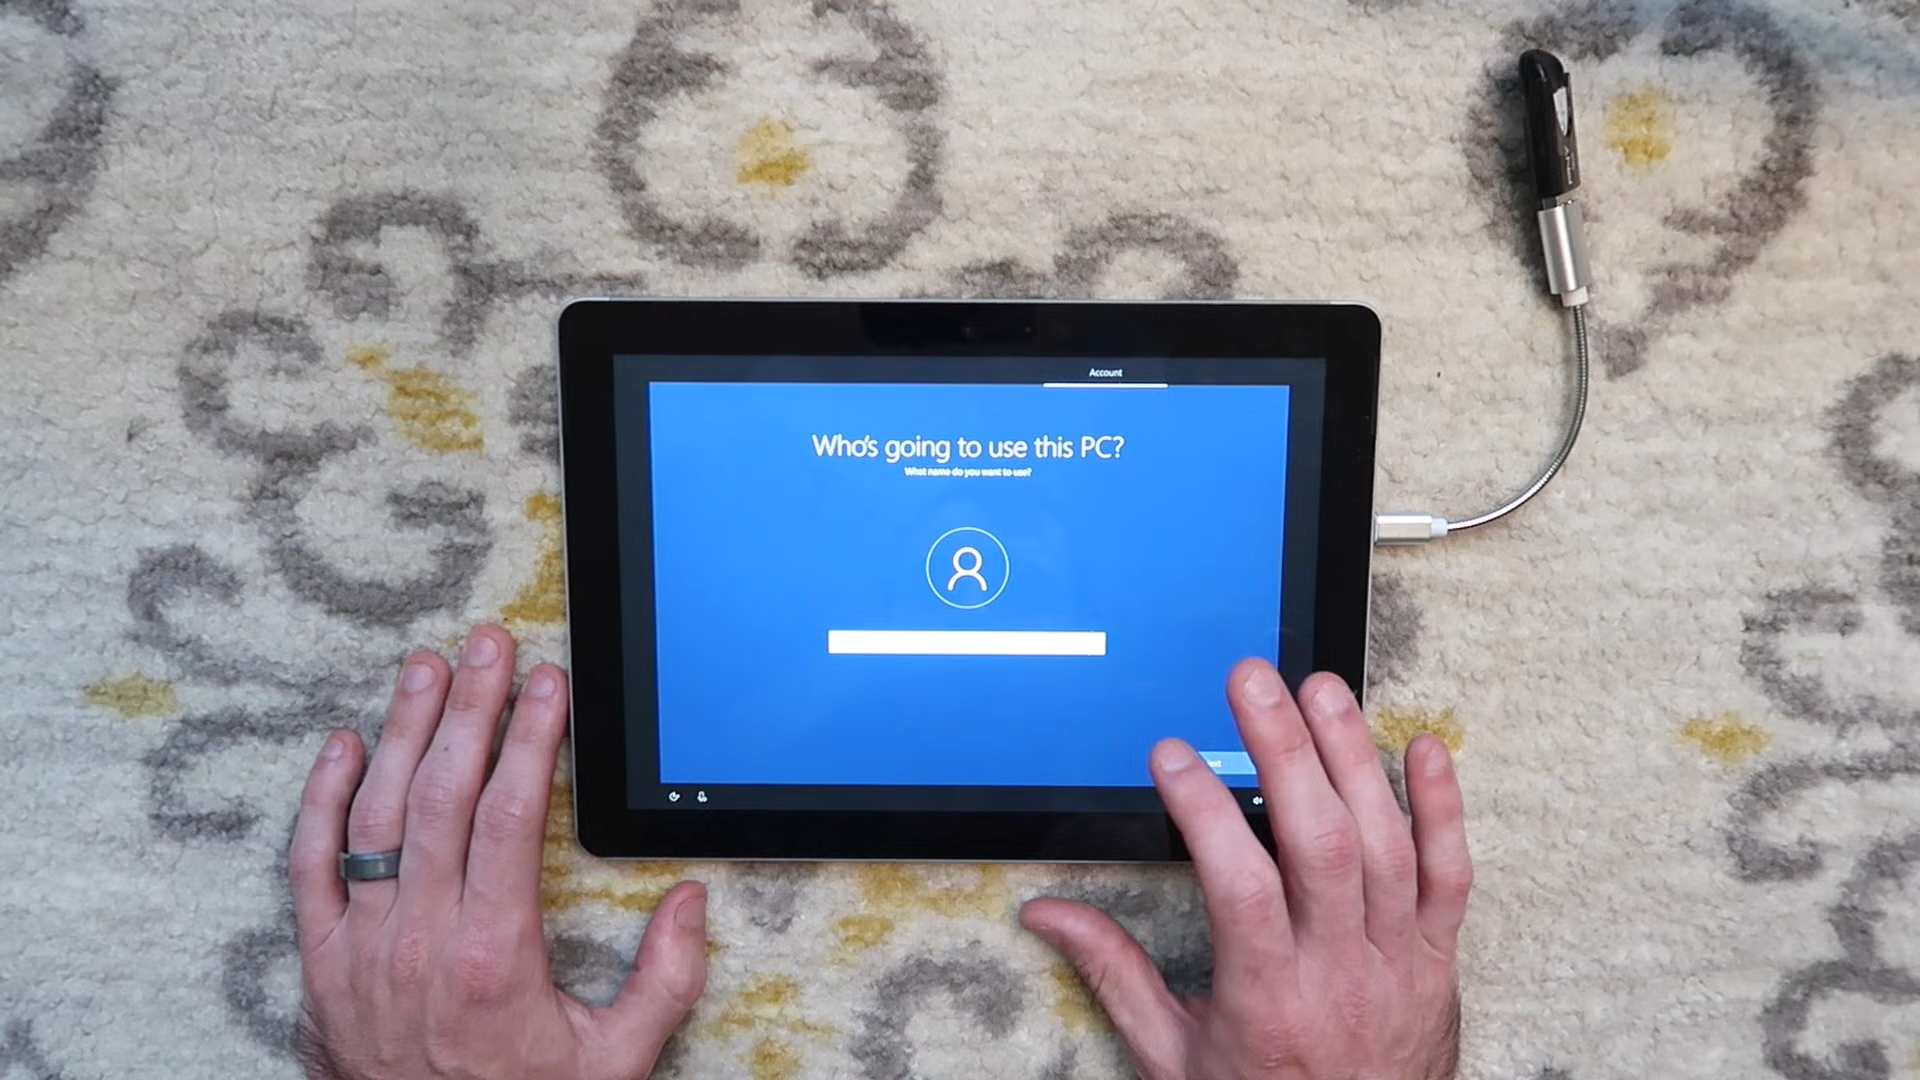 Account
Who's going to use this PC?
What name do you want to use?